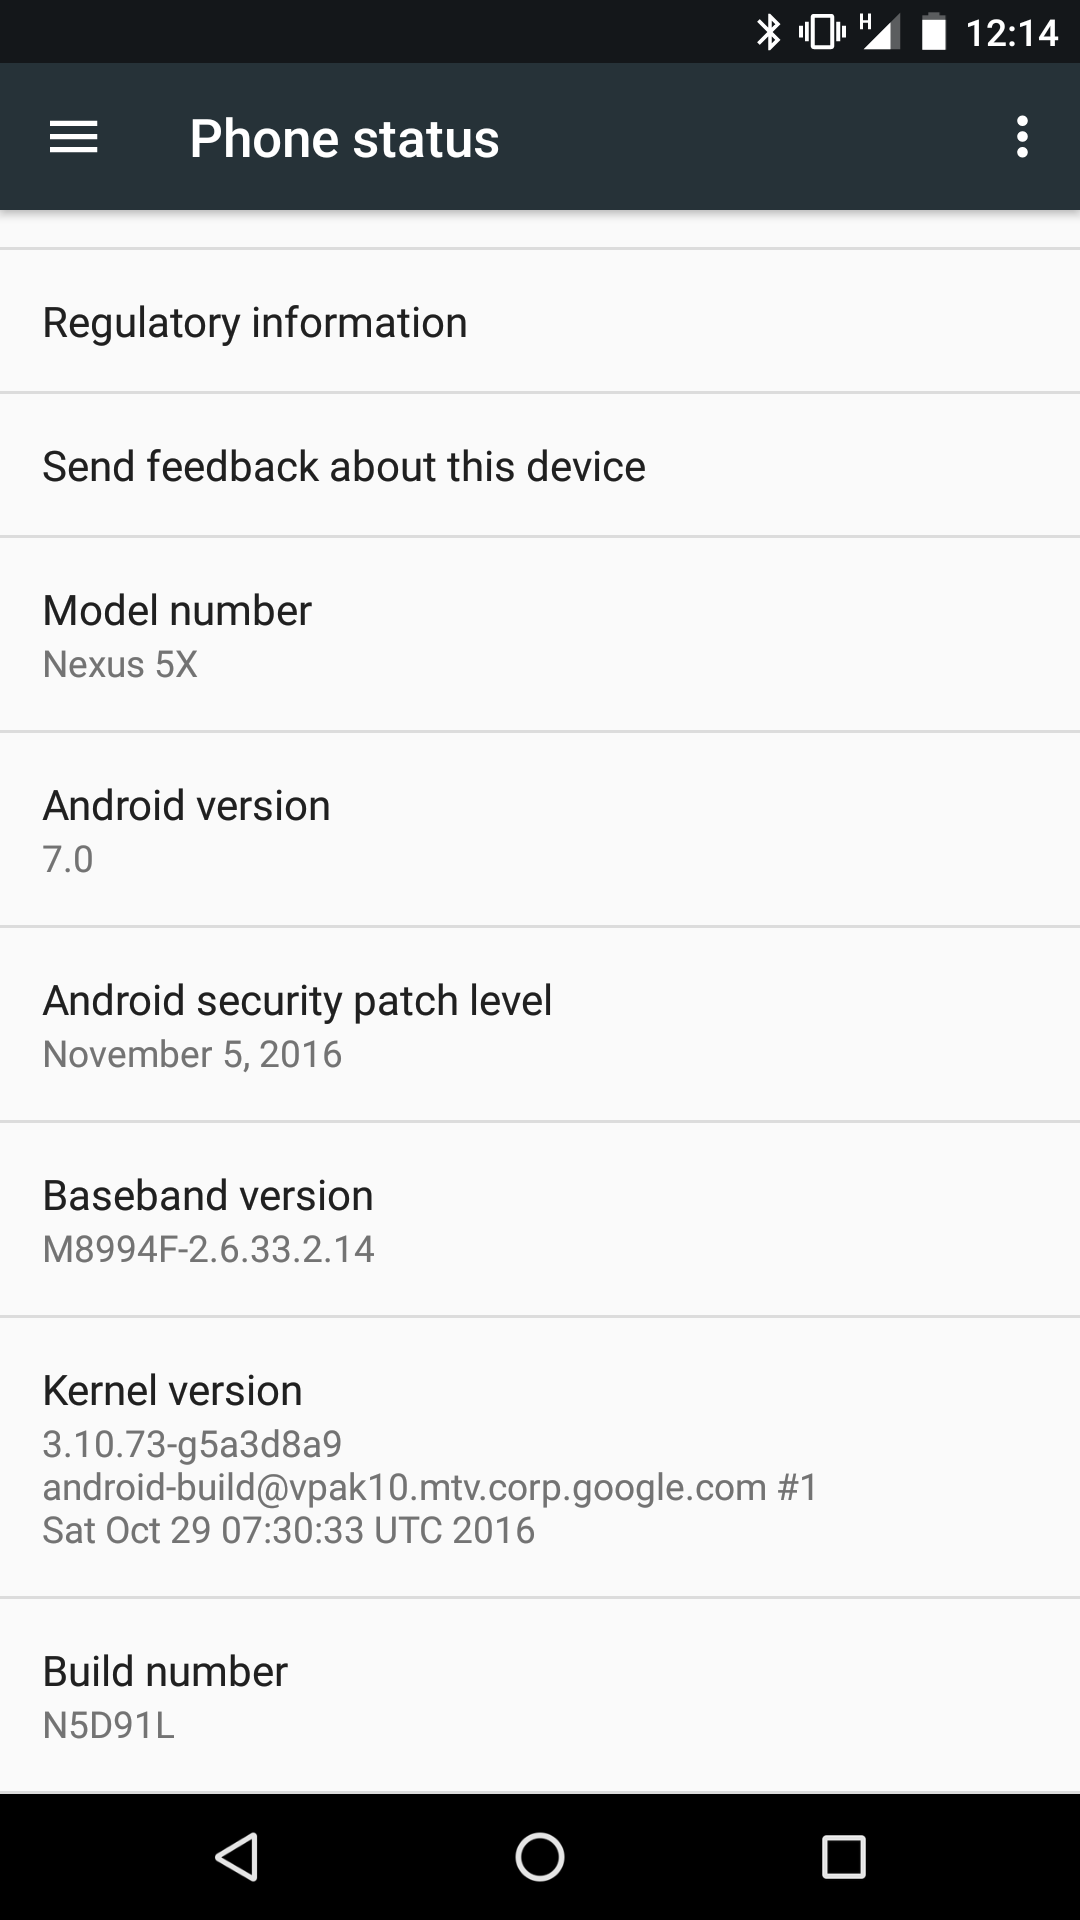 H 12:14
Phone status
Regulatory information
Send feedback about this device
Model number
Nexus 5X
Android version
7.0
Android security patch level
November 5, 2016
Baseband version
M8994F-2.6.33.2.14
Kernel version
3.10.73-g5a3d8a9
android-build@vpak10.mtv.corp.google.com #1
Sat Oct 29 07:30:33 UTC 2016
Build number
N5D91L